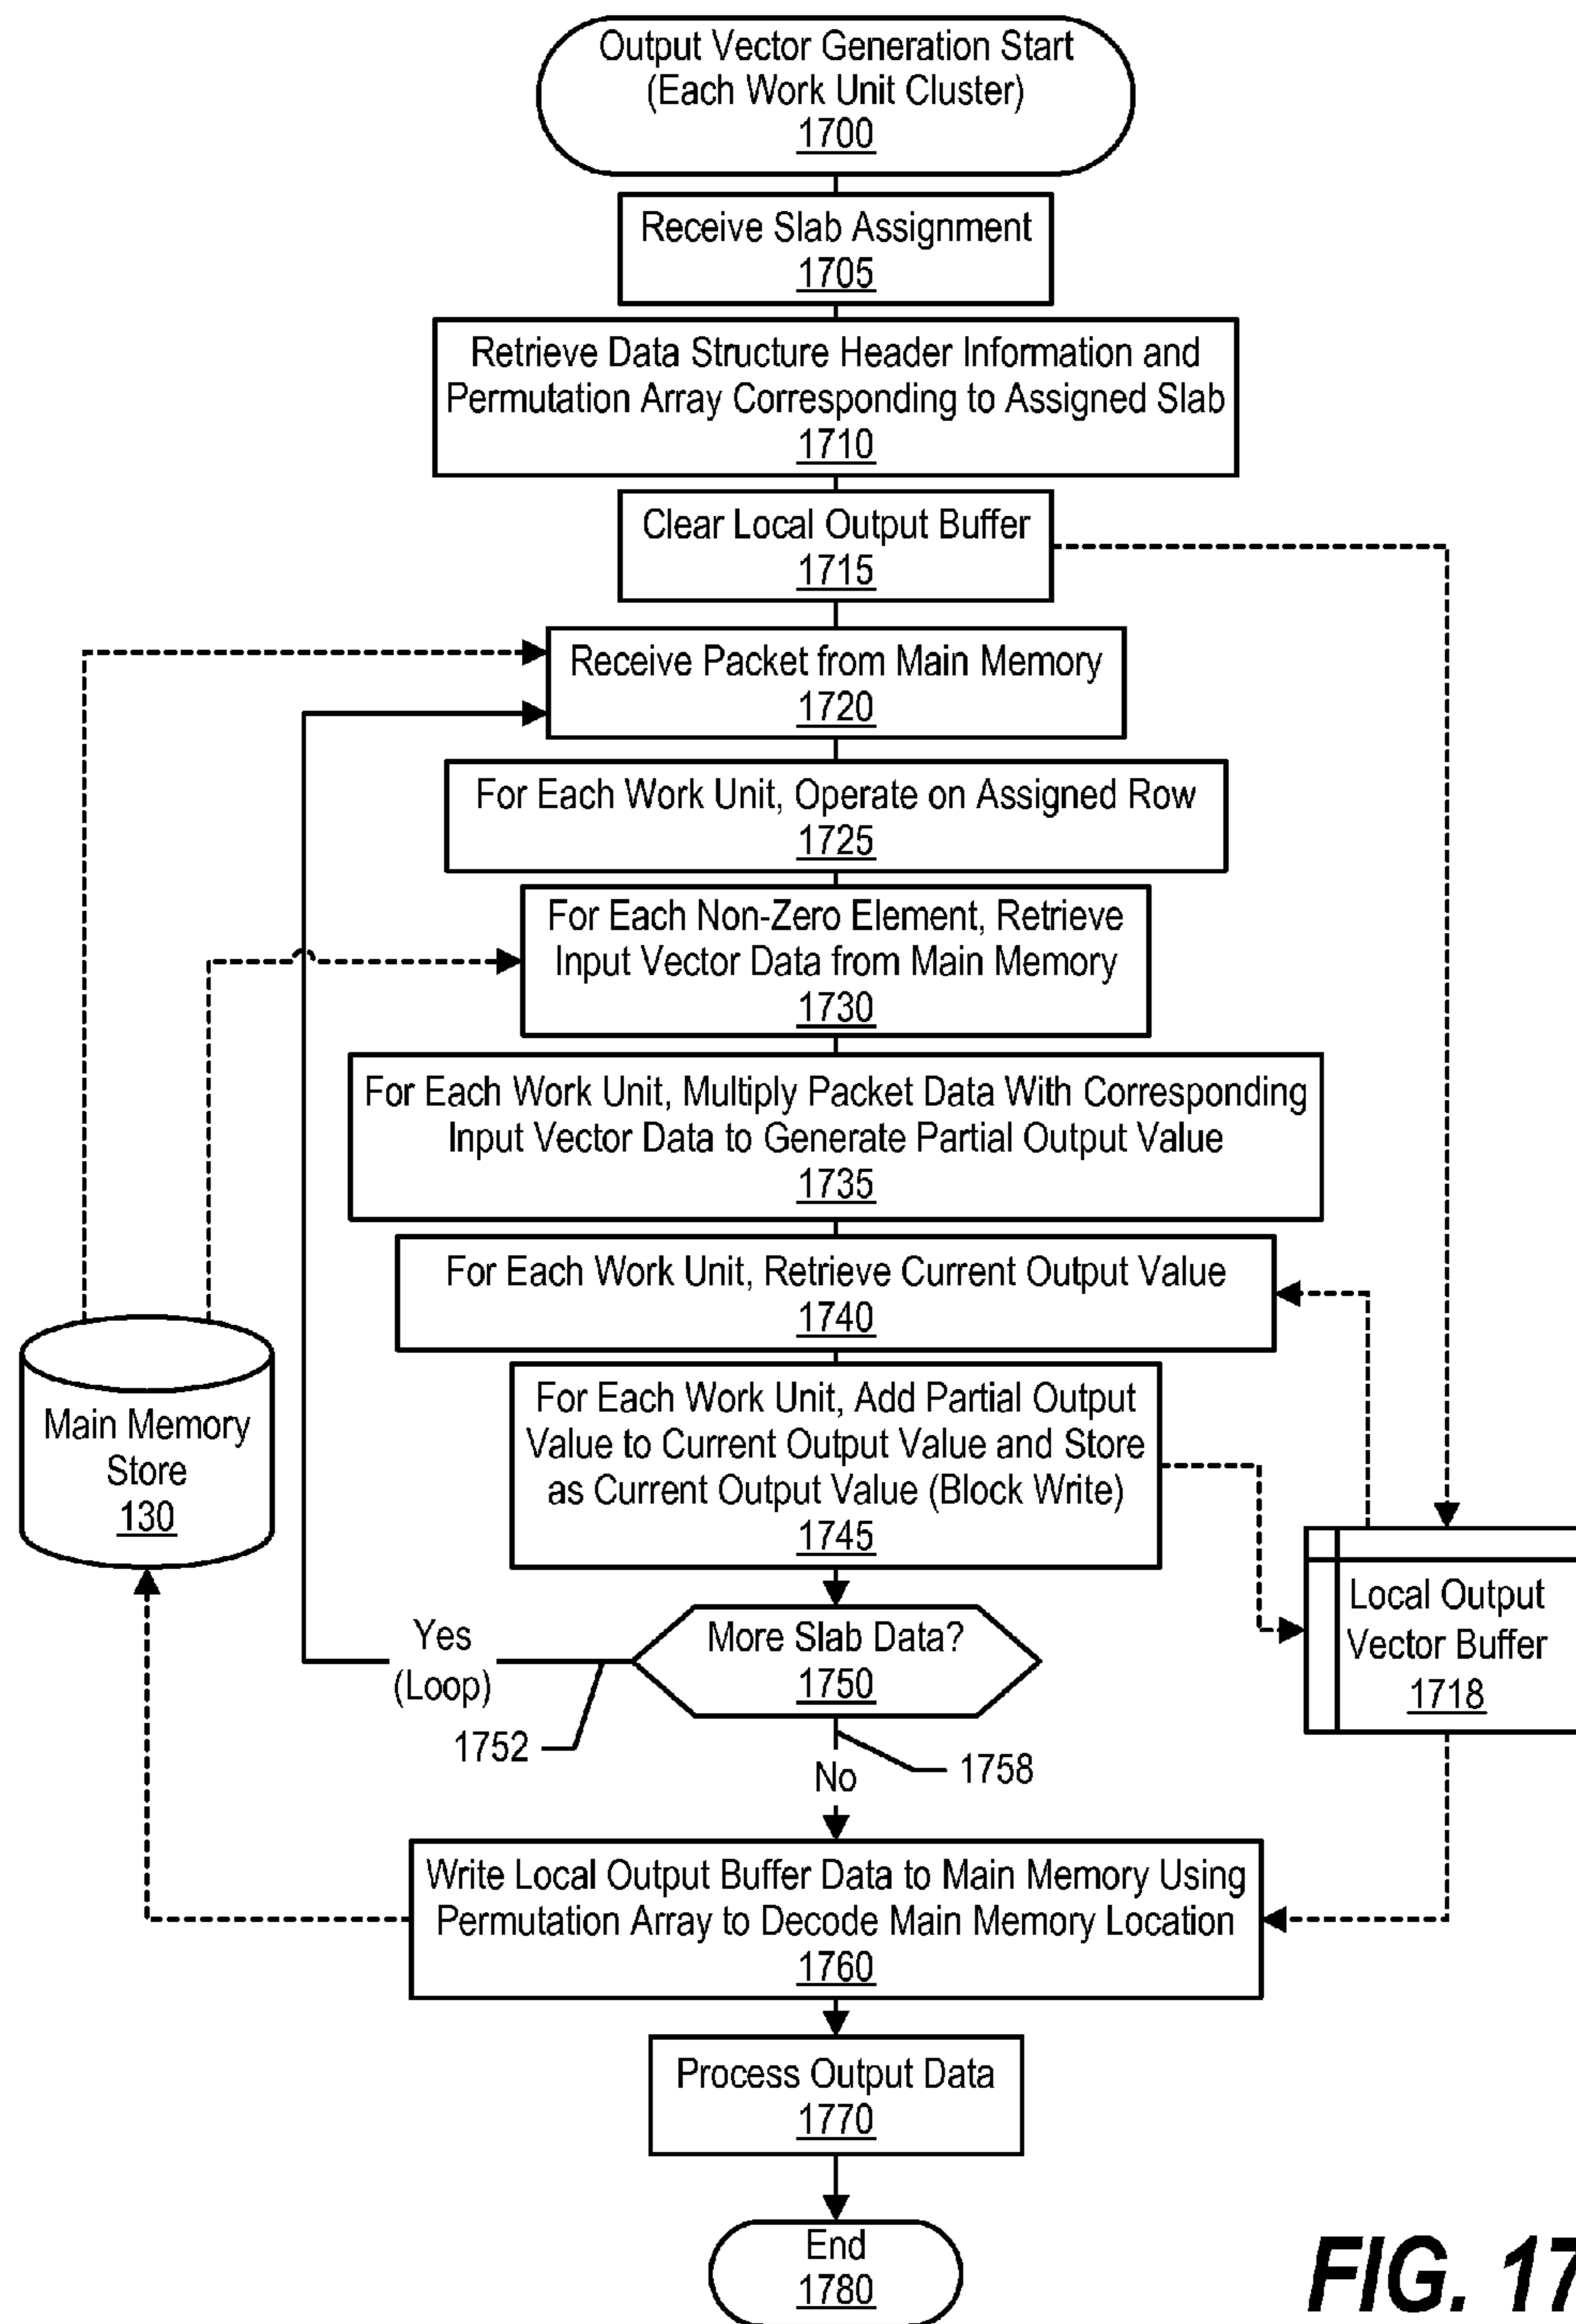 Output Vector Generation Start
(Each Work Unit Cluster)
1700
Receive Slab Assignment
1705
Retrieve Data Structure Header Information and
Permutation Array Corresponding to Assigned Slab
1710
Clear Local Output Buffer
1715
Receive Packet from Main Memory
1720
For Each Work Unit, Operate on Assigned Row
1725
For Each Non-Zero Element, Retrieve
Input Vector Data from Main Memory
1730
For Each Work Unit, Multiply Packet Data With Corresponding
Input Vector Data to Generate Partial Output Value
1735
For Each Work Unit, Retrieve Current Output Value
1740
For Each Work Unit, Add Partial Output
Value to Current Output Value and Store
as Current Output Value (Block Write)
1745
Main Memory
Store
130
Local Output
Vector Buffer
1718
More Slab Data?
1750
Yes
(Loop)
1752
1758
No
Write Local Output Buffer Data to Main Memory Using
Permutation Array to Decode Main Memory Location
1760
Process Output Data
1770
End
1780
FIG. 17